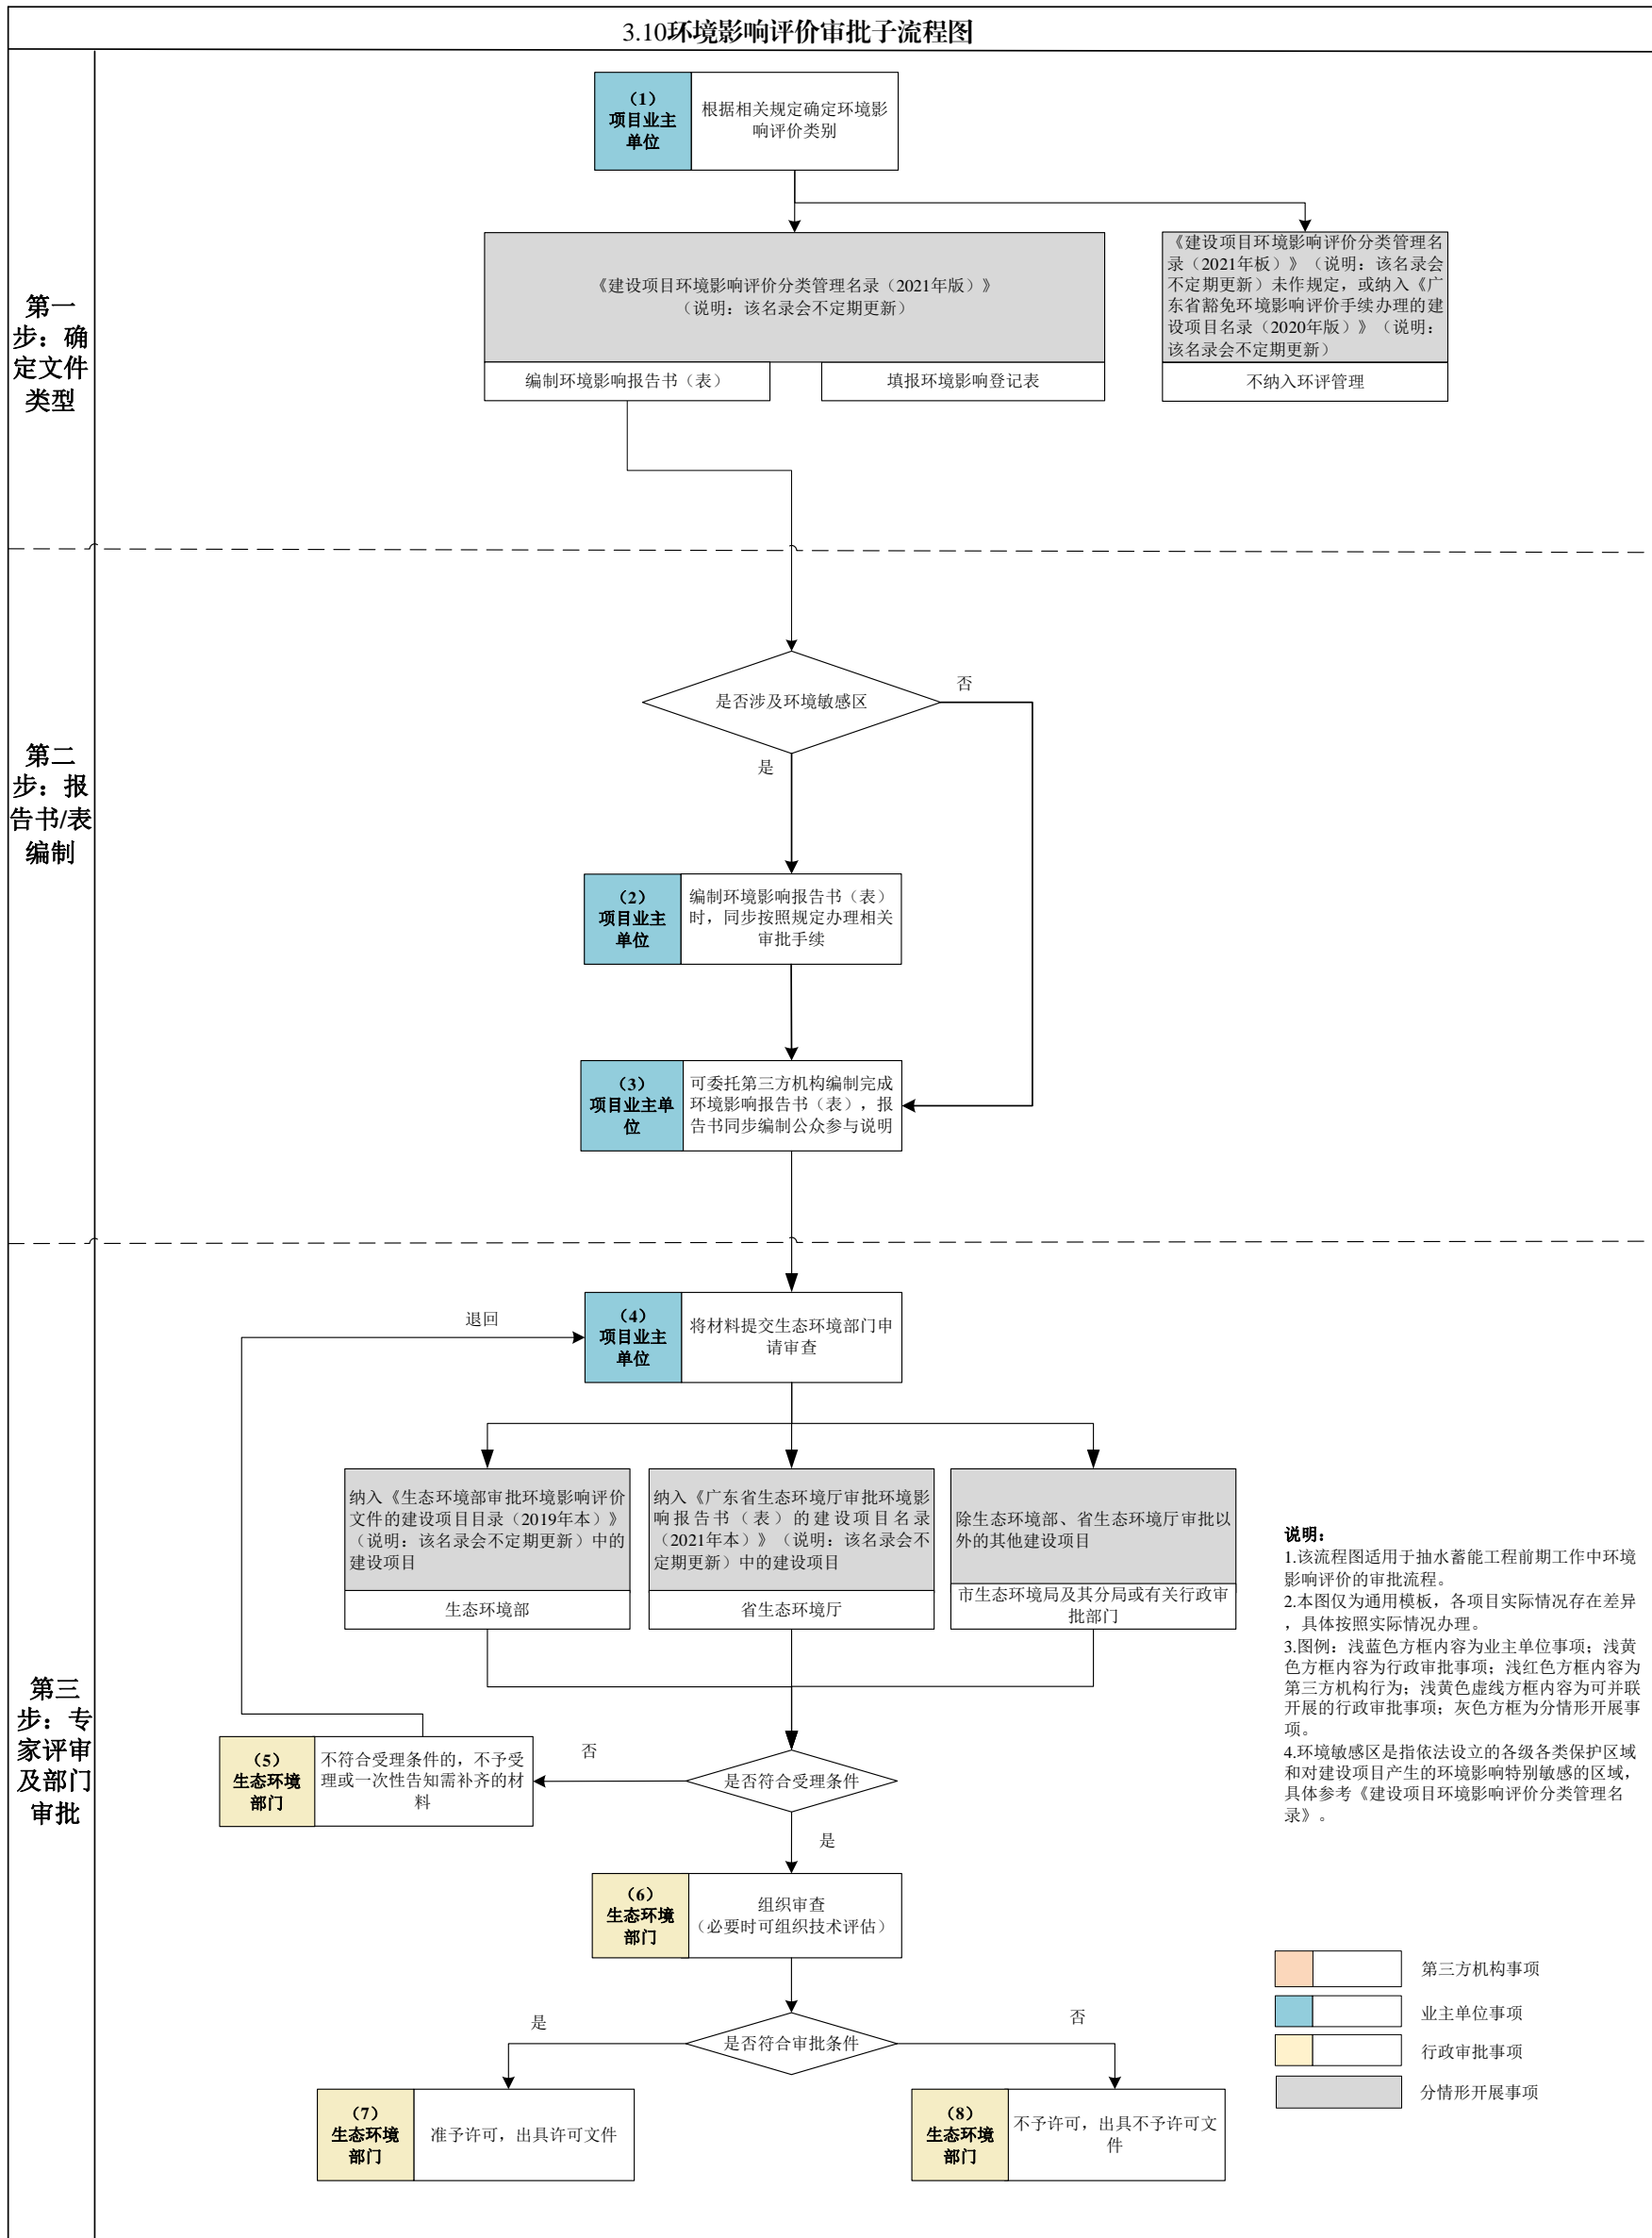 3.10环境影响评价审批子流程图
第一
步：确
定文件
类型
（1）
项目业主
单位
根据相关规定确定环境影
响评价类别
《建设项目环境影响评价分类管理名录（2021年版）》
（说明：该名录会不定期更新）
编制环境影响报告书（表）
填报环境影响登记表
《建设项目环境影响评价分类管理名
录（2021年板）》（说明：该名录会
不定期更新）未作规定，或纳入《广
东省豁免环境影响评价手续办理的建
设项目名录（2020年版）》（说明：
该名录会不定期更新）
不纳入环评管理
第二
步：报
告书/表
编制
是否涉及环境敏感区
否
是
（2）
项目业主
单位
编制环境影响报告书（表）
时，同步按照规定办理相关
审批手续
（3）
项目业主单
位
可委托第三方机构编制完成
环境影响报告书（表），报
告书同步编制公众参与说明
第三
步：专
家评审
及部门
审批
退回
（4）
项目业主
单位
将材料提交生态环境部门申
请审查
纳入《生态环境部审批环境影响评价
文件的建设项目目录（2019年本）》
（说明：该名录会不定期更新）中的
建设项目
生态环境部
纳入《广东省生态环境厅审批环境影
响报告书（表）的建设项目名录
（2021年本）》（说明：该名录会不
定期更新）中的建设项目
省生态环境厅
除生态环境部、省生态环境厅审批以
外的其他建设项目
市生态环境局及其分局或有关行政审
批部门
（5）
生态环境
部门
不符合受理条件的，不予受
理或一次性告知需补齐的材
料
否
是否符合受理条件
是
（6）
生态环境
部门
组织审查
（必要时可组织技术评估）
是
是否符合审批条件
否
（7）
生态环境
部门
准予许可，出具许可文件
（8）
生态环境
部门
不予许可，出具不予许可文
件
说明：
1.该流程图适用于抽水蓄能工程前期工作中环境
影响评价的审批流程。
2.本图仅为通用模板，各项目实际情况存在差异
，具体按照实际情况办理。
3.图例：浅蓝色方框内容为业主单位事项；浅黄
色方框内容为行政审批事项；浅红色方框内容为
第三方机构行为；浅黄色虚线方框内容为可并联
开展的行政审批事项；灰色方框为分情形开展事
项。
4.环境敏感区是指依法设立的各级各类保护区域
和对建设项目产生的环境影响特别敏感的区域，
具体参考《建设项目环境影响评价分类管理名
录》。
第三方机构事项
业主单位事项
行政审批事项
分情形开展事项